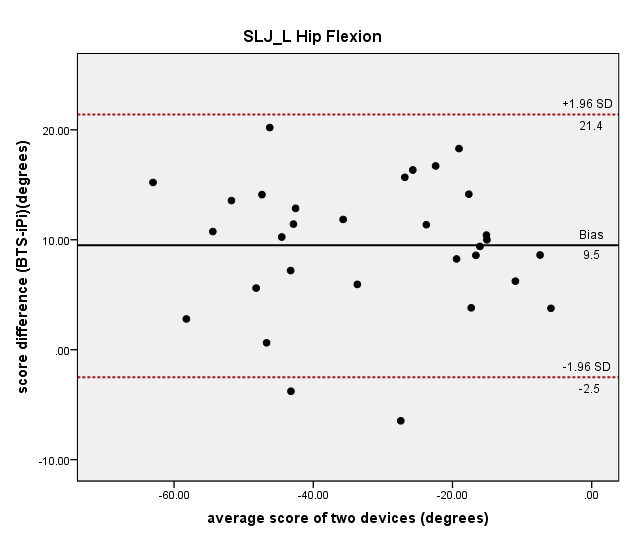 SLJ_L Hip Flexion
+1.96 SD
21.4
20.00
Bias
9.5
10.00
.00
-1.96 SD
-2.5
-10.00
score difference (BTS-iPi)(degrees)
-60.00 -40.00 -20.00 .00
average score of two devices (degrees)